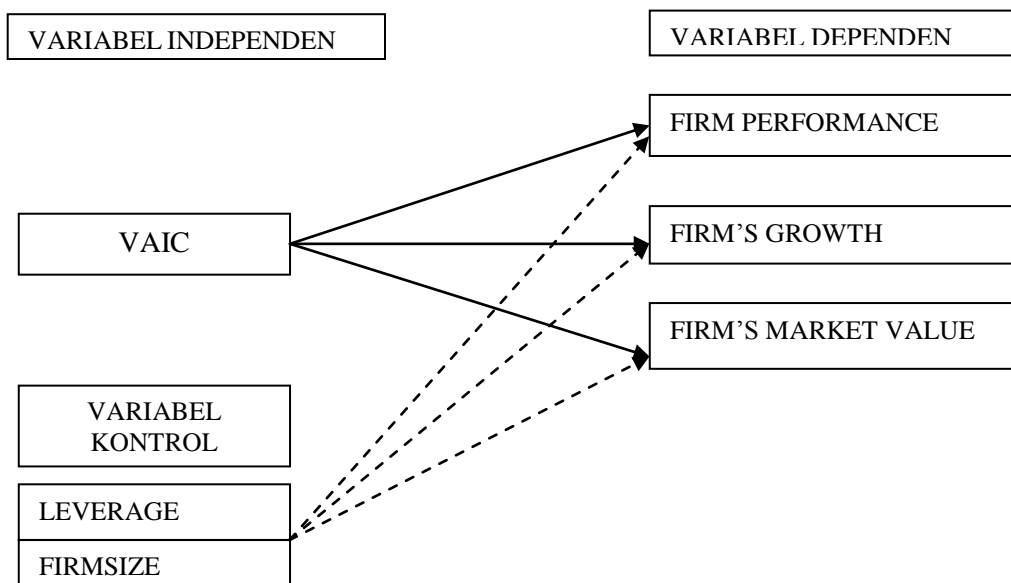 VARIABEL INDEPENDEN
VARIABEL DEPENDEN
FIRM PERFORMANCE
VAIC
FIRM'S GROWTH
FIRM'S MARKET VALUE
VARIABEL
KONTROL
LEVERAGE
FIRMSIZE